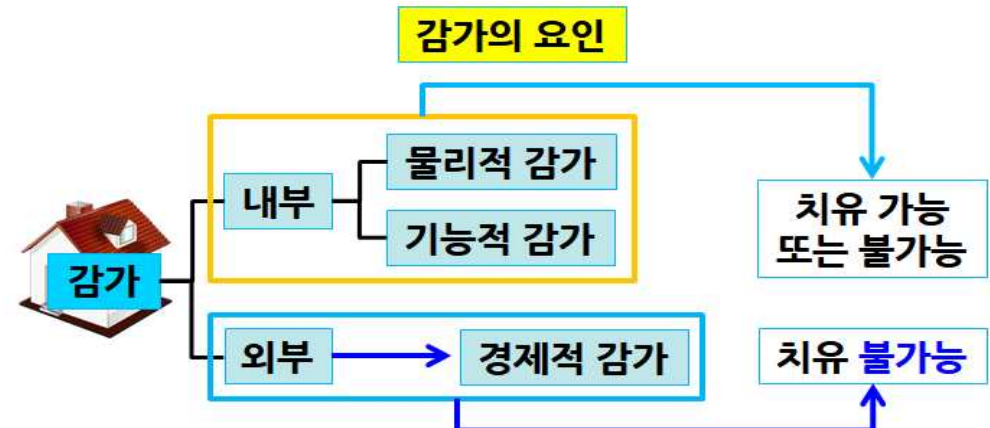 감가의 요인
물리적 감가
내부
기능적 감가
치유 가능
또는 불가능
감가
외부
경제적 감가
치유 불가능